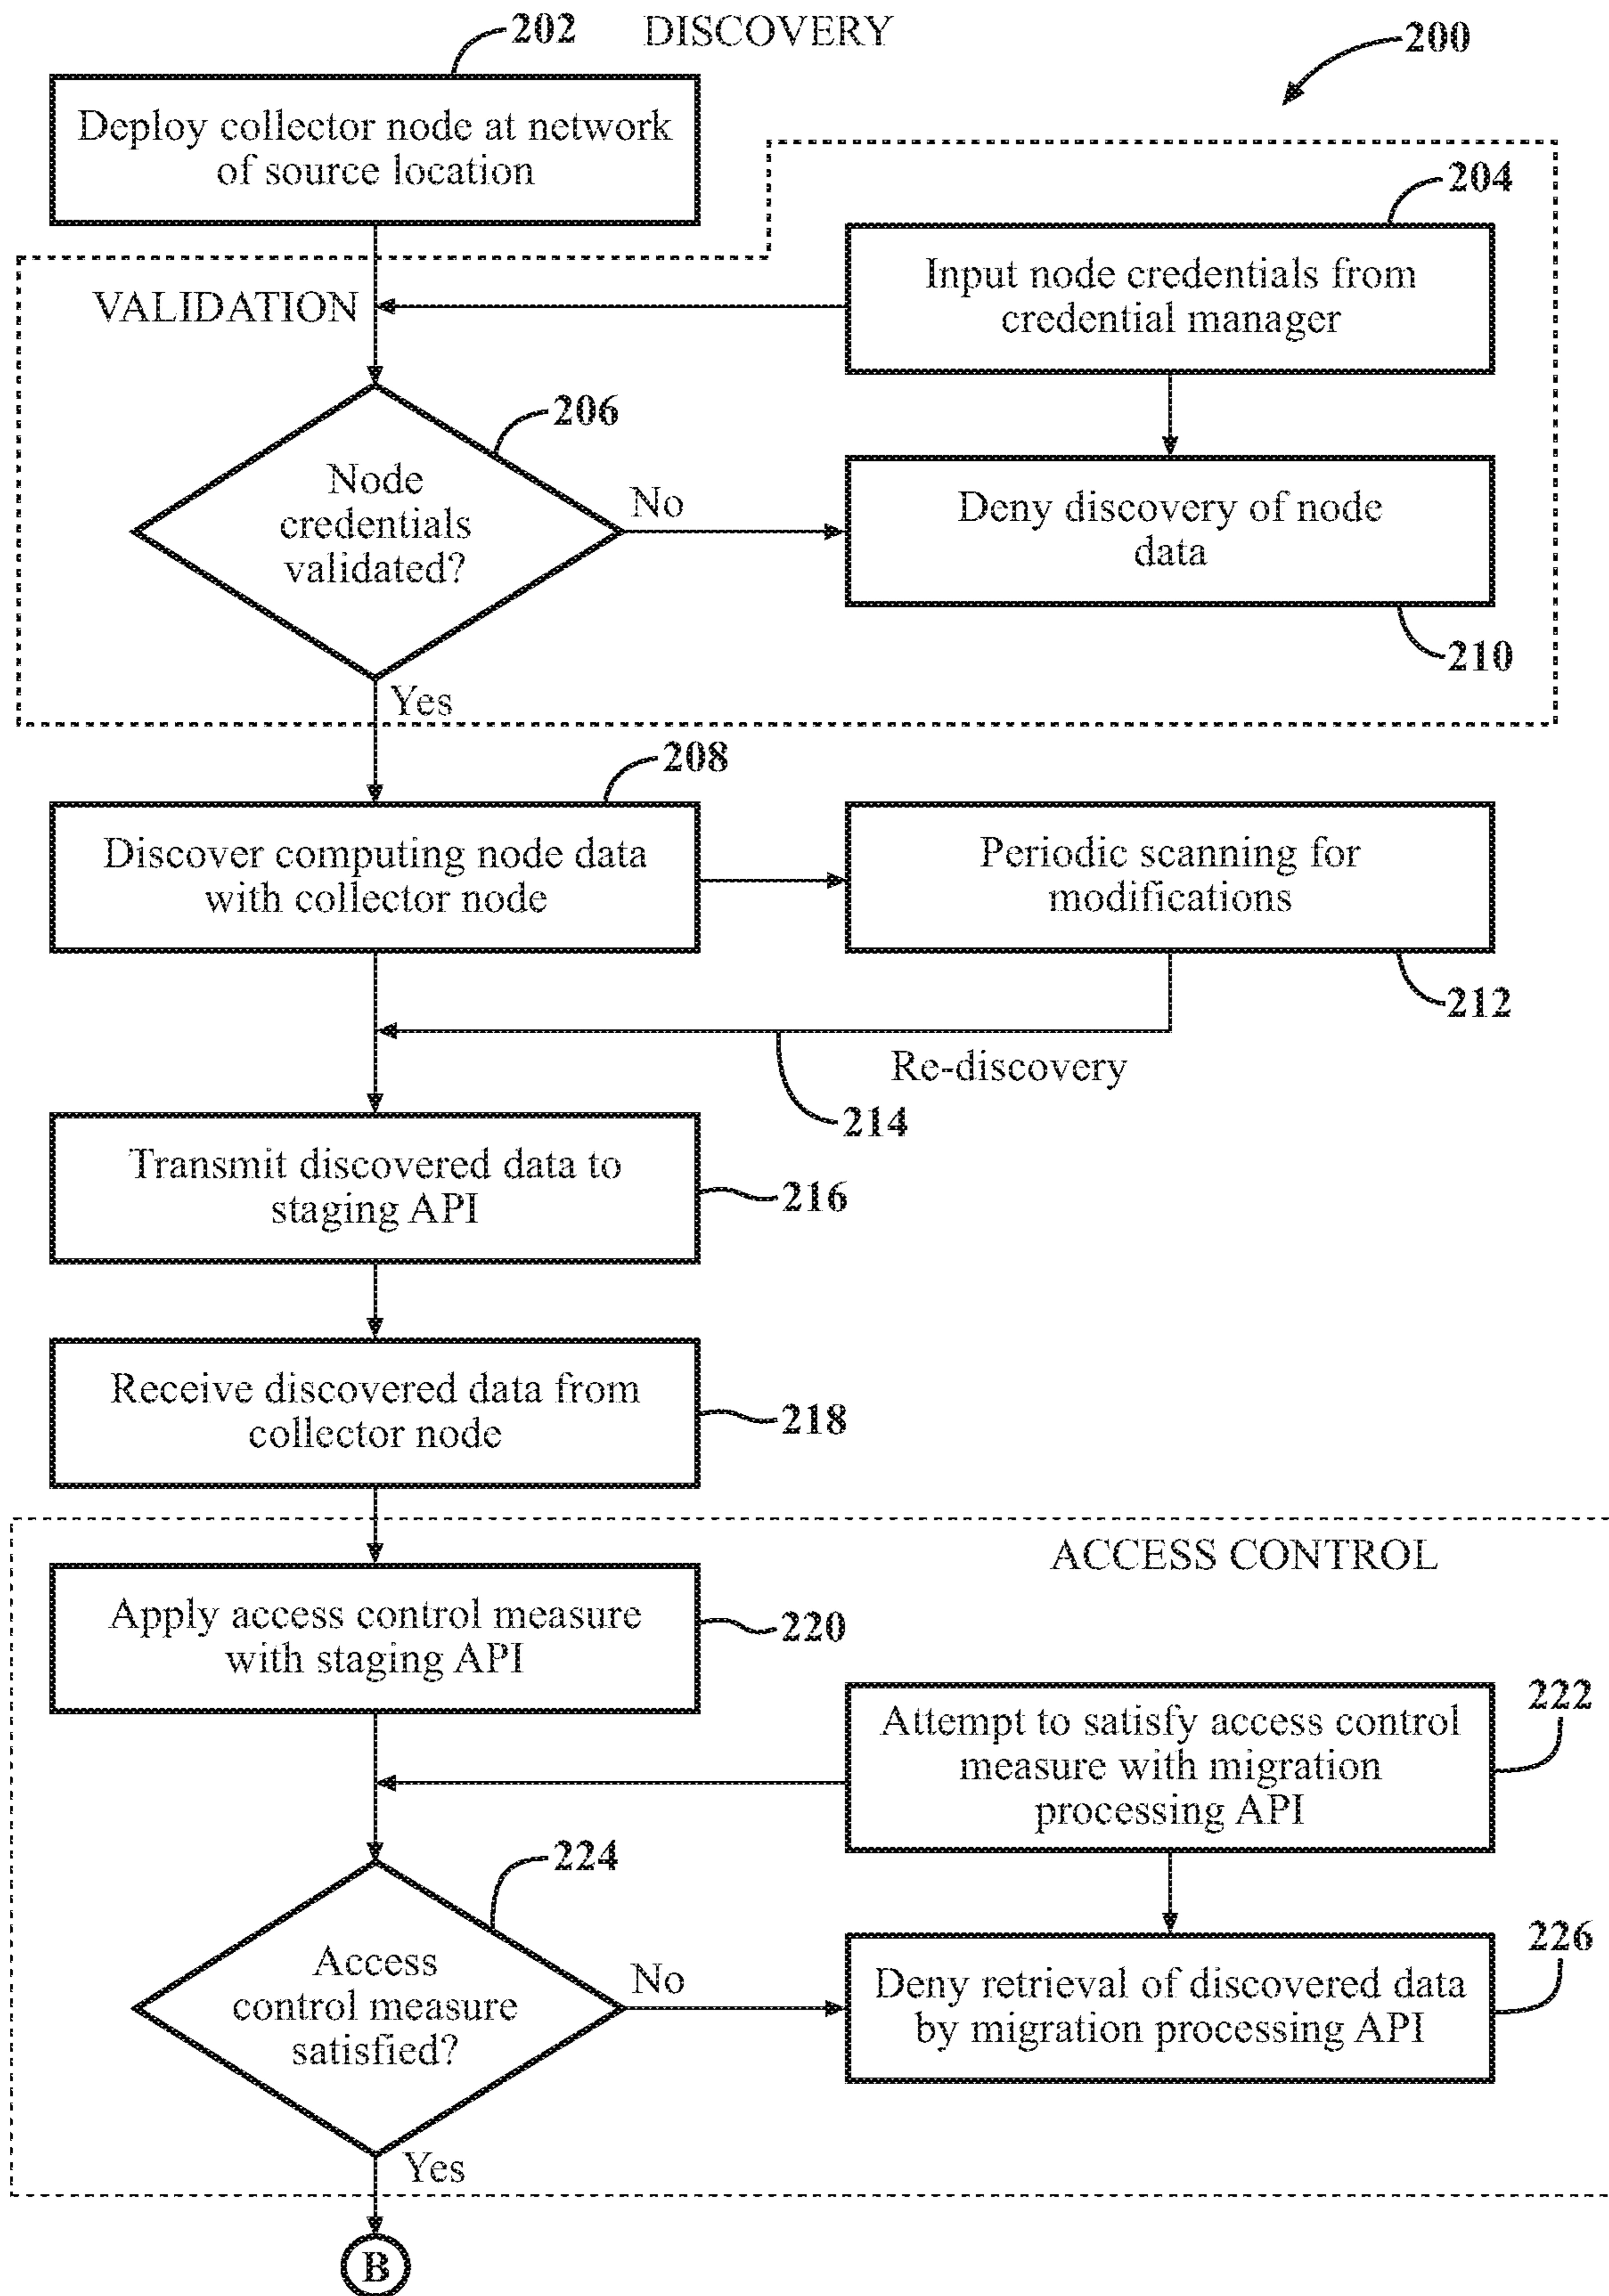 202
DISCOVERY
200
Deploy collector node at network
of source location
204
Input node credentials from
credential manager
VALIDATION
206
Node
credentials
validated?
No
Deny discovery of node
data
210
Yes
208
Discover computing node data
with collector node
Periodic scanning for
modifications
212
Re-discovery
214
Transmit discovered data to
staging API
216
Receive discovered data from
collector node
218
ACCESS CONTROL
Apply access control measure
with staging API
220
Attempt to satisfy access control
measure with migration
processing API
222
224
Access
control measure
satisfied?
No
Deny retrieval of discovered data
by migration processing API
226
Yes
B